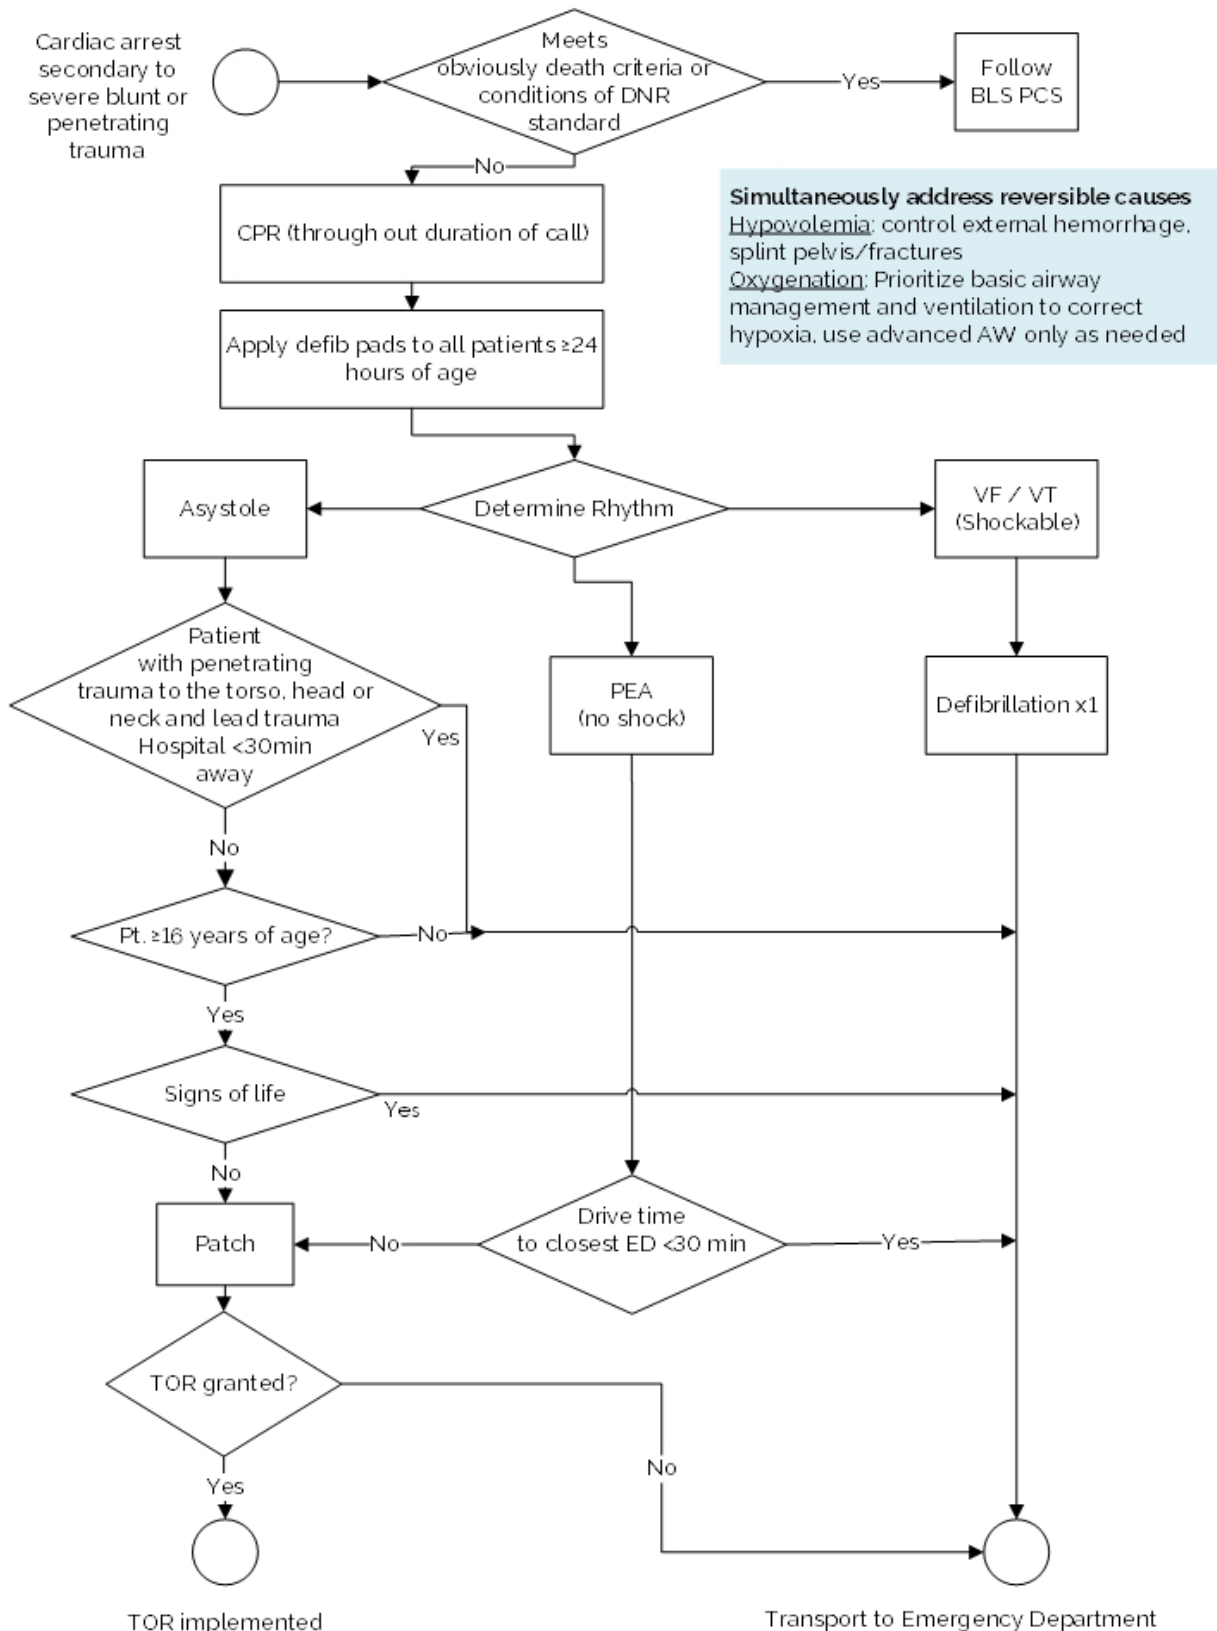 Cardiac arrest
secondary to
severe blunt or
penetrating
trauma
Meets
obviously death criteria or
conditions of DNR
standard
Yes
Follow
BLS PCS
No
CPR (through out duration of call)
Simultaneously address reversible causes
Hypovolemia: control external hemorrhage,
splint pelvis/fractures
Oxygenation: Prioritize basic airway
management and ventilation to correct
hypoxia, use advanced AW only as needed
Apply defib pads to all patients ≥24
hours of age
Asystole
Determine Rhythm
VF / VT
(Shockable)
Patient
with penetrating
trauma to the torso, head or
neck and lead trauma
Hospital <30min
away
Yes
PEA
(no shock)
Defibrillation x1
No
Pt. ≥16 years of age?
No
Yes
Signs of life
Yes
No
Patch
No
Drive time
to closest ED <30 min
Yes
TOR granted?
No
Yes
TOR implemented
Transport to Emergency Department